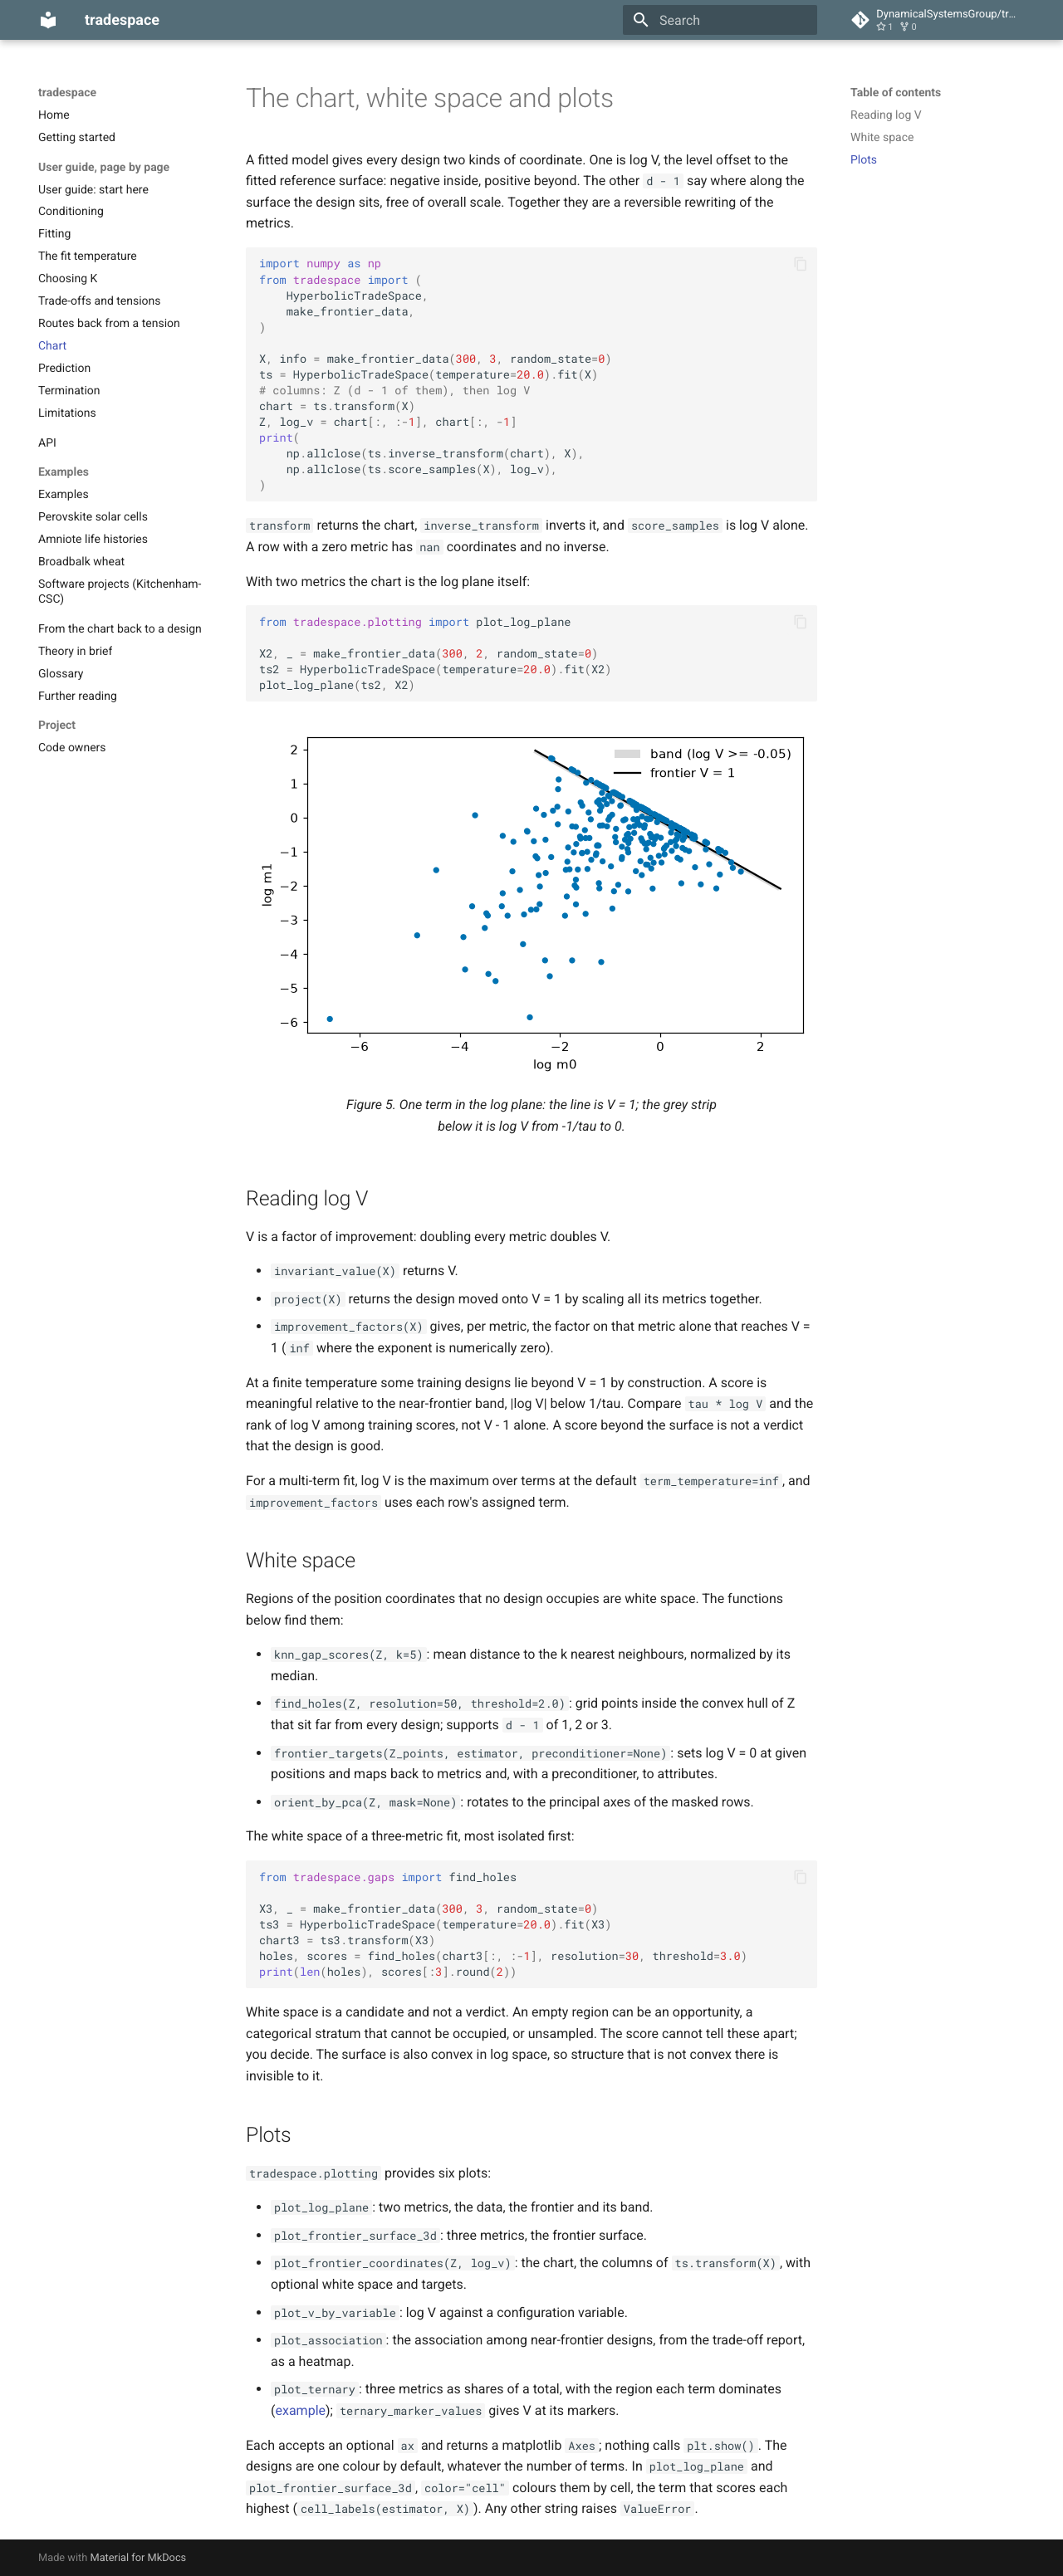 tradespace
Search
DynamicalSystemsGroup/tr...
1 0
tradespace
Home
Getting started
User guide, page by page
User guide: start here
Conditioning
Fitting
The fit temperature
Choosing K
Trade-offs and tensions
Routes back from a tension
Chart
Prediction
Termination
Limitations
API
Examples
Examples
Perovskite solar cells
Amniote life histories
Broadbalk wheat
Software projects (Kitchenham-
CSC)
From the chart back to a design
Theory in brief
Glossary
Further reading
Project
Code owners
The chart, white space and plots
A fitted model gives every design two kinds of coordinate. One is log V, the level offset to the
fitted reference surface: negative inside, positive beyond. The other d - 1 say where along the
surface the design sits, free of overall scale. Together they are a reversible rewriting of the
metrics.
import numpy as np
from tradespace import (
    HyperbolicTradeSpace,
    make_frontier_data,
)
X, info = make_frontier_data(300, 3, random_state=0)
ts = HyperbolicTradeSpace(temperature=20.0).fit(X)
# columns: Z (d - 1 of them), then log V
chart = ts.transform(X)
Z, log_v = chart[:, :-1], chart[:, -1]
print(
    np.allclose(ts.inverse_transform(chart), X),
    np.allclose(ts.score_samples(X), log_v),
)
transform returns the chart, inverse_transform inverts it, and score_samples is log V alone.
A row with a zero metric has nan coordinates and no inverse.
With two metrics the chart is the log plane itself:
from tradespace.plotting import plot_log_plane
X2, _ = make_frontier_data(300, 2, random_state=0)
ts2 = HyperbolicTradeSpace(temperature=20.0).fit(X2)
plot_log_plane(ts2, X2)
band (log V >= -0.05)
frontier V = 1
2
1
0
−1
−2
−3
−4
−5
−6
log m1
−6 −4 −2 0 2
log m0
Figure 5. One term in the log plane: the line is V = 1; the grey strip
below it is log V from -1/tau to 0.
Reading log V
V is a factor of improvement: doubling every metric doubles V.
• invariant_value(X) returns V.
• project(X) returns the design moved onto V = 1 by scaling all its metrics together.
• improvement_factors(X) gives, per metric, the factor on that metric alone that reaches V =
1 ( inf where the exponent is numerically zero).
At a finite temperature some training designs lie beyond V = 1 by construction. A score is
meaningful relative to the near-frontier band, |log V| below 1/tau. Compare tau * log V and the
rank of log V among training scores, not V - 1 alone. A score beyond the surface is not a verdict
that the design is good.
For a multi-term fit, log V is the maximum over terms at the default term_temperature=inf, and
improvement_factors uses each row's assigned term.
White space
Regions of the position coordinates that no design occupies are white space. The functions
below find them:
• knn_gap_scores(Z, k=5): mean distance to the k nearest neighbours, normalized by its
median.
• find_holes(Z, resolution=50, threshold=2.0): grid points inside the convex hull of Z
that sit far from every design; supports d - 1 of 1, 2 or 3.
• frontier_targets(Z_points, estimator, preconditioner=None): sets log V = 0 at given
positions and maps back to metrics and, with a preconditioner, to attributes.
• orient_by_pca(Z, mask=None): rotates to the principal axes of the masked rows.
The white space of a three-metric fit, most isolated first:
from tradespace.gaps import find_holes
X3, _ = make_frontier_data(300, 3, random_state=0)
ts3 = HyperbolicTradeSpace(temperature=20.0).fit(X3)
chart3 = ts3.transform(X3)
holes, scores = find_holes(chart3[:, :-1], resolution=30, threshold=3.0)
print(len(holes), scores[:3].round(2))
White space is a candidate and not a verdict. An empty region can be an opportunity, a
categorical stratum that cannot be occupied, or unsampled. The score cannot tell these apart;
you decide. The surface is also convex in log space, so structure that is not convex there is
invisible to it.
Plots
tradespace.plotting provides six plots:
• plot_log_plane: two metrics, the data, the frontier and its band.
• plot_frontier_surface_3d: three metrics, the frontier surface.
• plot_frontier_coordinates(Z, log_v): the chart, the columns of ts.transform(X), with
optional white space and targets.
• plot_v_by_variable: log V against a configuration variable.
• plot_association: the association among near-frontier designs, from the trade-off report,
as a heatmap.
• plot_ternary: three metrics as shares of a total, with the region each term dominates
(example); ternary_marker_values gives V at its markers.
Each accepts an optional ax and returns a matplotlib Axes; nothing calls plt.show(). The
designs are one colour by default, whatever the number of terms. In plot_log_plane and
plot_frontier_surface_3d, color="cell" colours them by cell, the term that scores each
highest (cell_labels(estimator, X)). Any other string raises ValueError.
Table of contents
Reading log V
White space
Plots
Made with Material for MkDocs